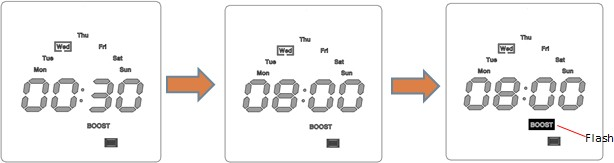 Thu
Wed Fri
Tue Sat
Mon Sun
00:30
BOOST
Thu
Wed Fri
Tue Sat
Mon Sun
08:00
BOOST
Thu
Wed Fri
Tue Sat
Mon Sun
08:00
BOOST
Flash